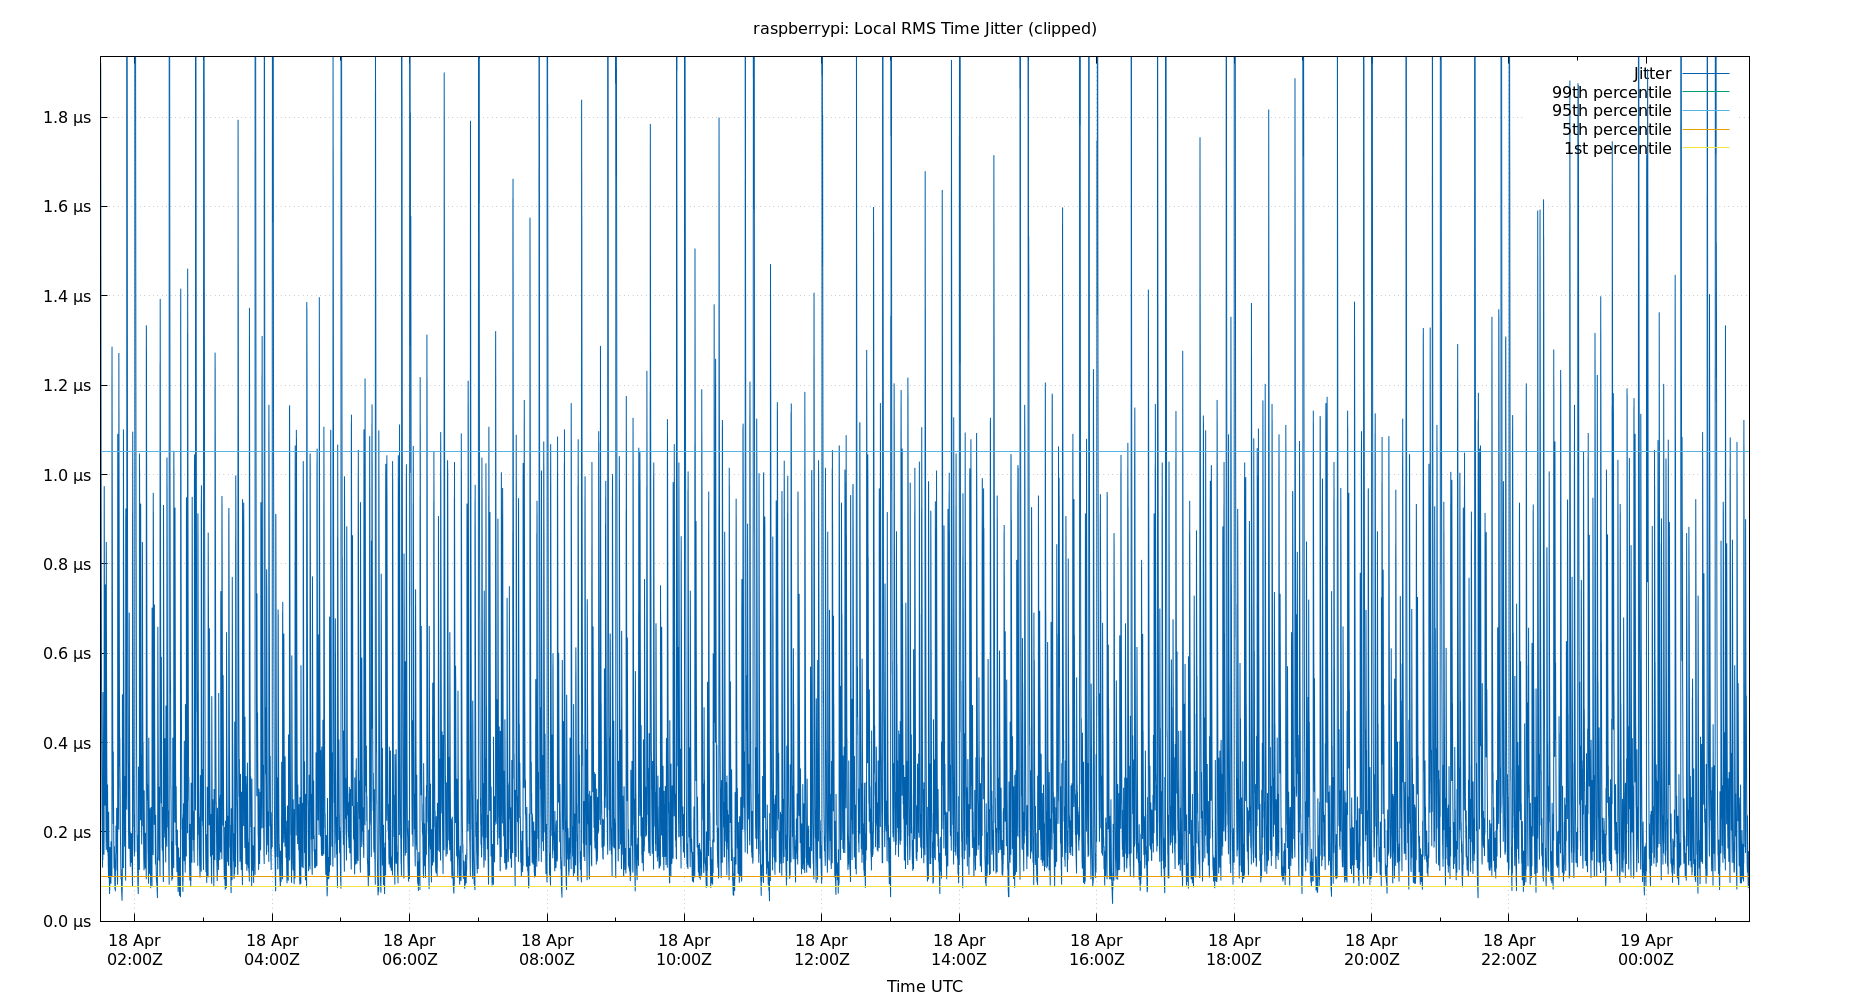 raspberrypi: Local RMS Time Jitter (clipped)
Jitter
99th percentile
95th percentile
5th percentile
1st percentile
1.8 μs
1.6 μs
1.4 μs
1.2 μs
1.0 μs
0.8 μs
0.6 μs
0.4 μs
0.2 μs
0.0 μs
18 Apr 18 Apr 18 Apr 18 Apr 18 Apr 18 Apr 18 Apr 18 Apr 18 Apr 18 Apr 18 Apr 19 Apr
02:00Z 04:00Z 06:00Z 08:00Z 10:00Z 12:00Z 14:00Z 16:00Z 18:00Z 20:00Z 22:00Z 00:00Z
Time UTC